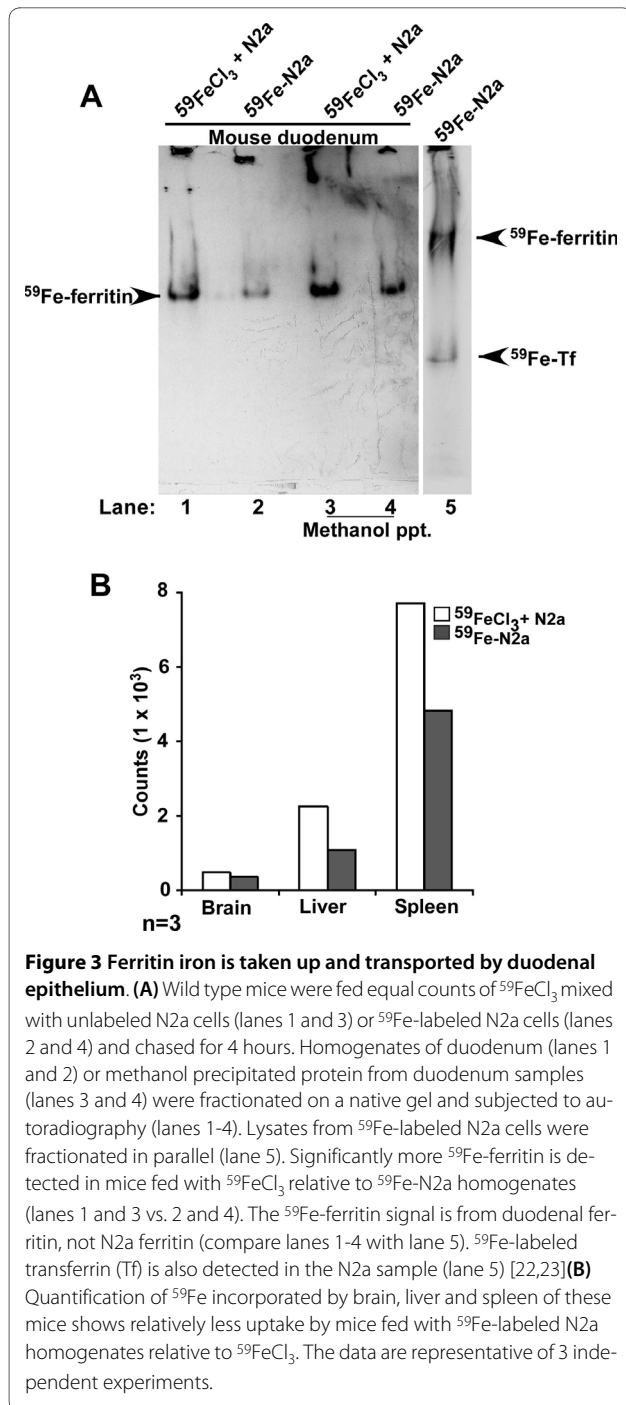 A
⁵⁹FeCl₃ + N2a
⁵⁹Fe-N2a
⁵⁹FeCl₃ + N2a
⁵⁹Fe-N2a
⁵⁹Fe-N2a
Mouse duodenum
⁵⁹Fe-ferritin
⁵⁹Fe-ferritin
⁵⁹Fe-Tf
Lane: 1 2 3 4 5
Methanol ppt.
B
8
6
4
2
0
Counts (1 x 10³)
⁵⁹FeCl₃+ N2a
⁵⁹Fe-N2a
Brain Liver Spleen
n=3
Figure 3 Ferritin iron is taken up and transported by duodenal
epithelium. (A) Wild type mice were fed equal counts of ⁵⁹FeCl₃ mixed
with unlabeled N2a cells (lanes 1 and 3) or ⁵⁹Fe-labeled N2a cells (lanes
2 and 4) and chased for 4 hours. Homogenates of duodenum (lanes 1
and 2) or methanol precipitated protein from duodenum samples
(lanes 3 and 4) were fractionated on a native gel and subjected to au-
toradiography (lanes 1-4). Lysates from ⁵⁹Fe-labeled N2a cells were
fractionated in parallel (lane 5). Significantly more ⁵⁹Fe-ferritin is de-
tected in mice fed with ⁵⁹FeCl₃ relative to ⁵⁹Fe-N2a homogenates
(lanes 1 and 3 vs. 2 and 4). The ⁵⁹Fe-ferritin signal is from duodenal fer-
ritin, not N2a ferritin (compare lanes 1-4 with lane 5). ⁵⁹Fe-labeled
transferrin (Tf) is also detected in the N2a sample (lane 5) [22,23](B)
Quantification of ⁵⁹Fe incorporated by brain, liver and spleen of these
mice shows relatively less uptake by mice fed with ⁵⁹Fe-labeled N2a
homogenates relative to ⁵⁹FeCl₃. The data are representative of 3 inde-
pendent experiments.